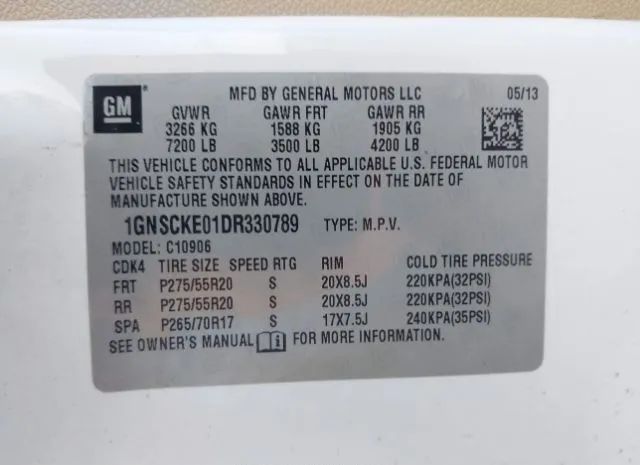 GM
MFD BY GENERAL MOTORS LLC 05/13
GVWR GAWR FRT GAWR RR
3266 KG 1588 KG 1905 KG
7200 LB 3500 LB 4200 LB
THIS VEHICLE CONFORMS TO ALL APPLICABLE U.S. FEDERAL MOTOR
VEHICLE SAFETY STANDARDS IN EFFECT ON THE DATE OF
MANUFACTURE SHOWN ABOVE.
1GNSCKE01DR330789 TYPE: M.P.V.
MODEL: C10906
CDK4 TIRE SIZE SPEED RTG RIM COLD TIRE PRESSURE
FRT P275/55R20 S 20X8.5J 220KPA(32PSI)
RR P275/55R20 S 20X8.5J 220KPA(32PSI)
SPA P265/70R17 S 17X7.5J 240KPA(35PSI)
SEE OWNER'S MANUAL i FOR MORE INFORMATION.